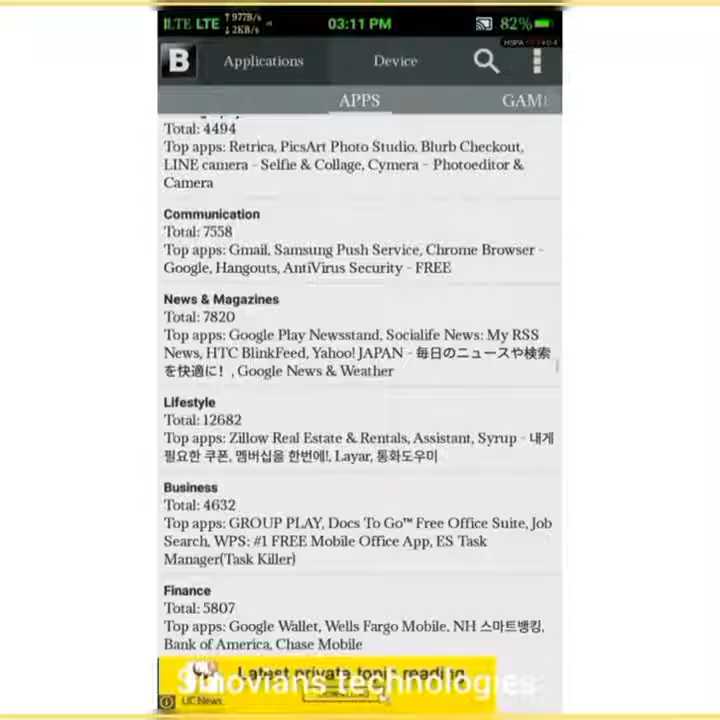 LTE LTE ↑977B/s ↓2KB/s 03:11 PM 82%
B Applications Device
APPS GAM
Total: 4494
Top apps: Retrica, PicsArt Photo Studio, Blurb Checkout,
LINE camera - Selfie & Collage, Cymera - Photoeditor &
Camera
Communication
Total: 7558
Top apps: Gmail, Samsung Push Service, Chrome Browser -
Google, Hangouts, AntiVirus Security - FREE
News & Magazines
Total: 7820
Top apps: Google Play Newsstand, Socialife News: My RSS
News, HTC BlinkFeed, Yahoo! JAPAN - 毎日のニュースや検索
を快適に! , Google News & Weather
Lifestyle
Total: 12682
Top apps: Zillow Real Estate & Rentals, Assistant, Syrup - 내게
필요한 쿠폰, 멤버십을 한번에!, Layar, 통화도우미
Business
Total: 4632
Top apps: GROUP PLAY, Docs To Go™ Free Office Suite, Job
Search, WPS: #1 FREE Mobile Office App, ES Task
Manager(Task Killer)
Finance
Total: 5807
Top apps: Google Wallet, Wells Fargo Mobile, NH 스마트뱅킹,
Bank of America, Chase Mobile
Latest private topic reading
technologies
UC News